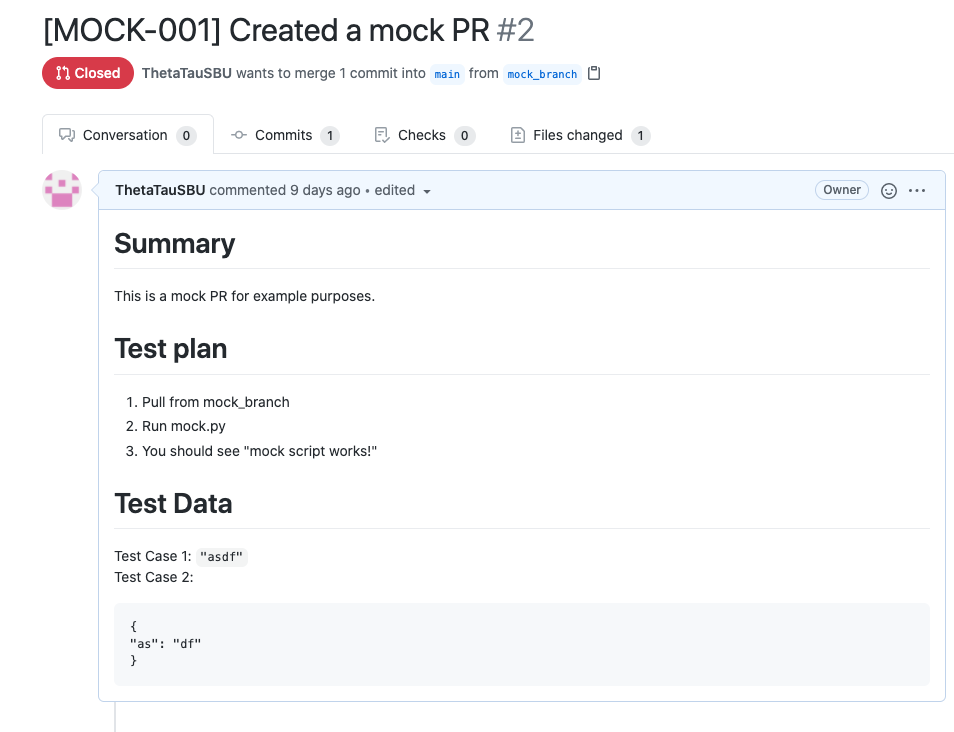 [MOCK-001] Created a mock PR #2
Closed ThetaTauSBU wants to merge 1 commit into main from mock_branch
Conversation 0 Commits 1 Checks 0 Files changed 1
ThetaTauSBU commented 9 days ago • edited Owner
Summary
This is a mock PR for example purposes.
Test plan
1. Pull from mock_branch
2. Run mock.py
3. You should see "mock script works!"
Test Data
Test Case 1: "asdf"
Test Case 2:
{
"as": "df"
}